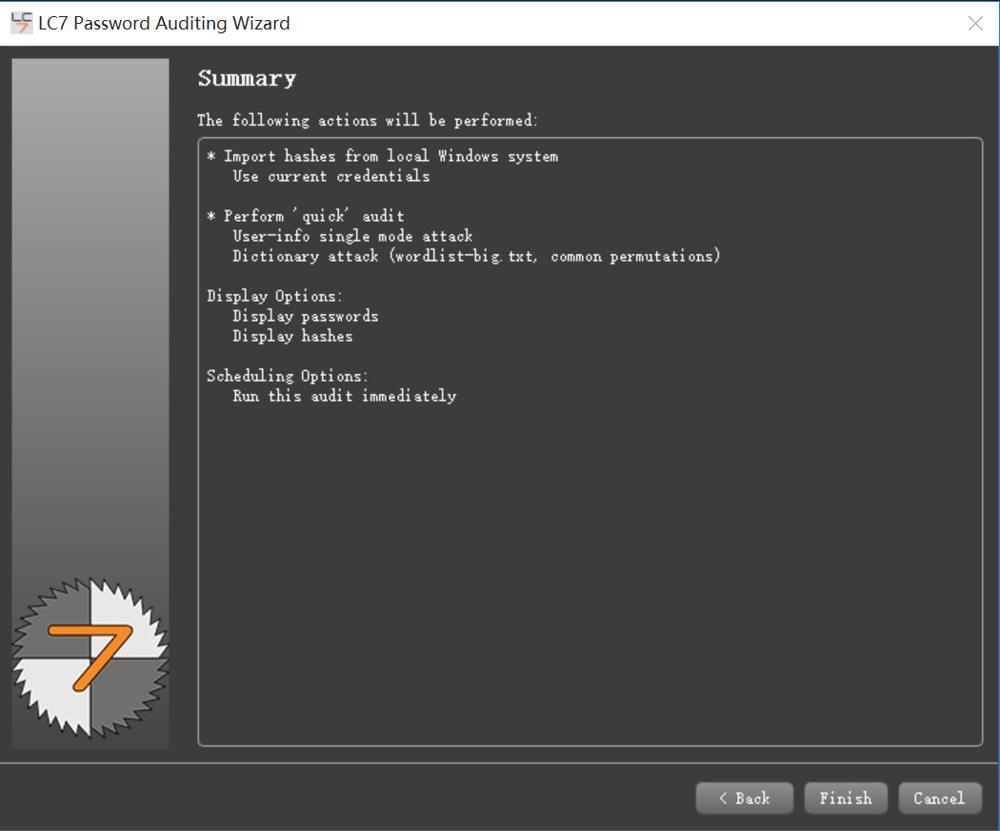 LC7 Password Auditing Wizard
Summary
The following actions will be performed:
* Import hashes from local Windows system
Use current credentials
* Perform 'quick' audit
User-info single mode attack
Dictionary attack (wordlist-big.txt, common permutations)
Display Options:
Display passwords
Display hashes
Scheduling Options:
Run this audit immediately
7
< Back
Finish
Cancel